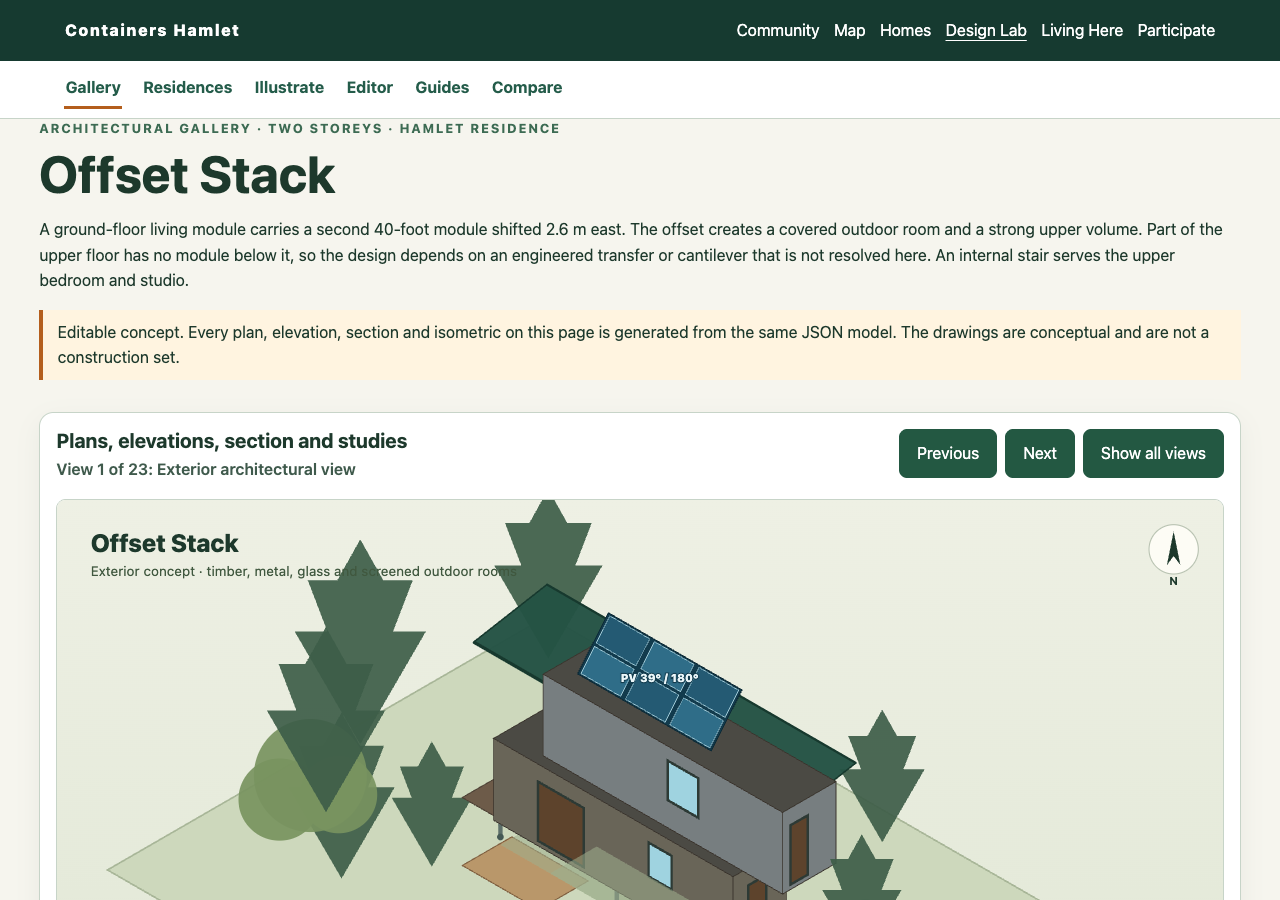 Containers Hamlet
Community Map Homes Design Lab Living Here Participate
Gallery Residences Illustrate Editor Guides Compare
ARCHITECTURAL GALLERY · TWO STOREYS · HAMLET RESIDENCE
Offset Stack
A ground-floor living module carries a second 40-foot module shifted 2.6 m east. The offset creates a covered outdoor room and a strong upper volume. Part of the
upper floor has no module below it, so the design depends on an engineered transfer or cantilever that is not resolved here. An internal stair serves the upper
bedroom and studio.
Editable concept. Every plan, elevation, section and isometric on this page is generated from the same JSON model. The drawings are conceptual and are not a
construction set.
Plans, elevations, section and studies
View 1 of 23: Exterior architectural view
Previous Next Show all views
Offset Stack
Exterior concept · timber, metal, glass and screened outdoor rooms
N
PV 39° / 180°